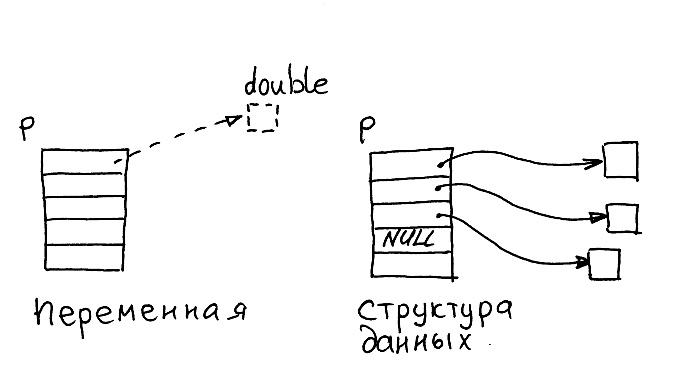 double
P
P
NULL
Переменная
Структура
данных.